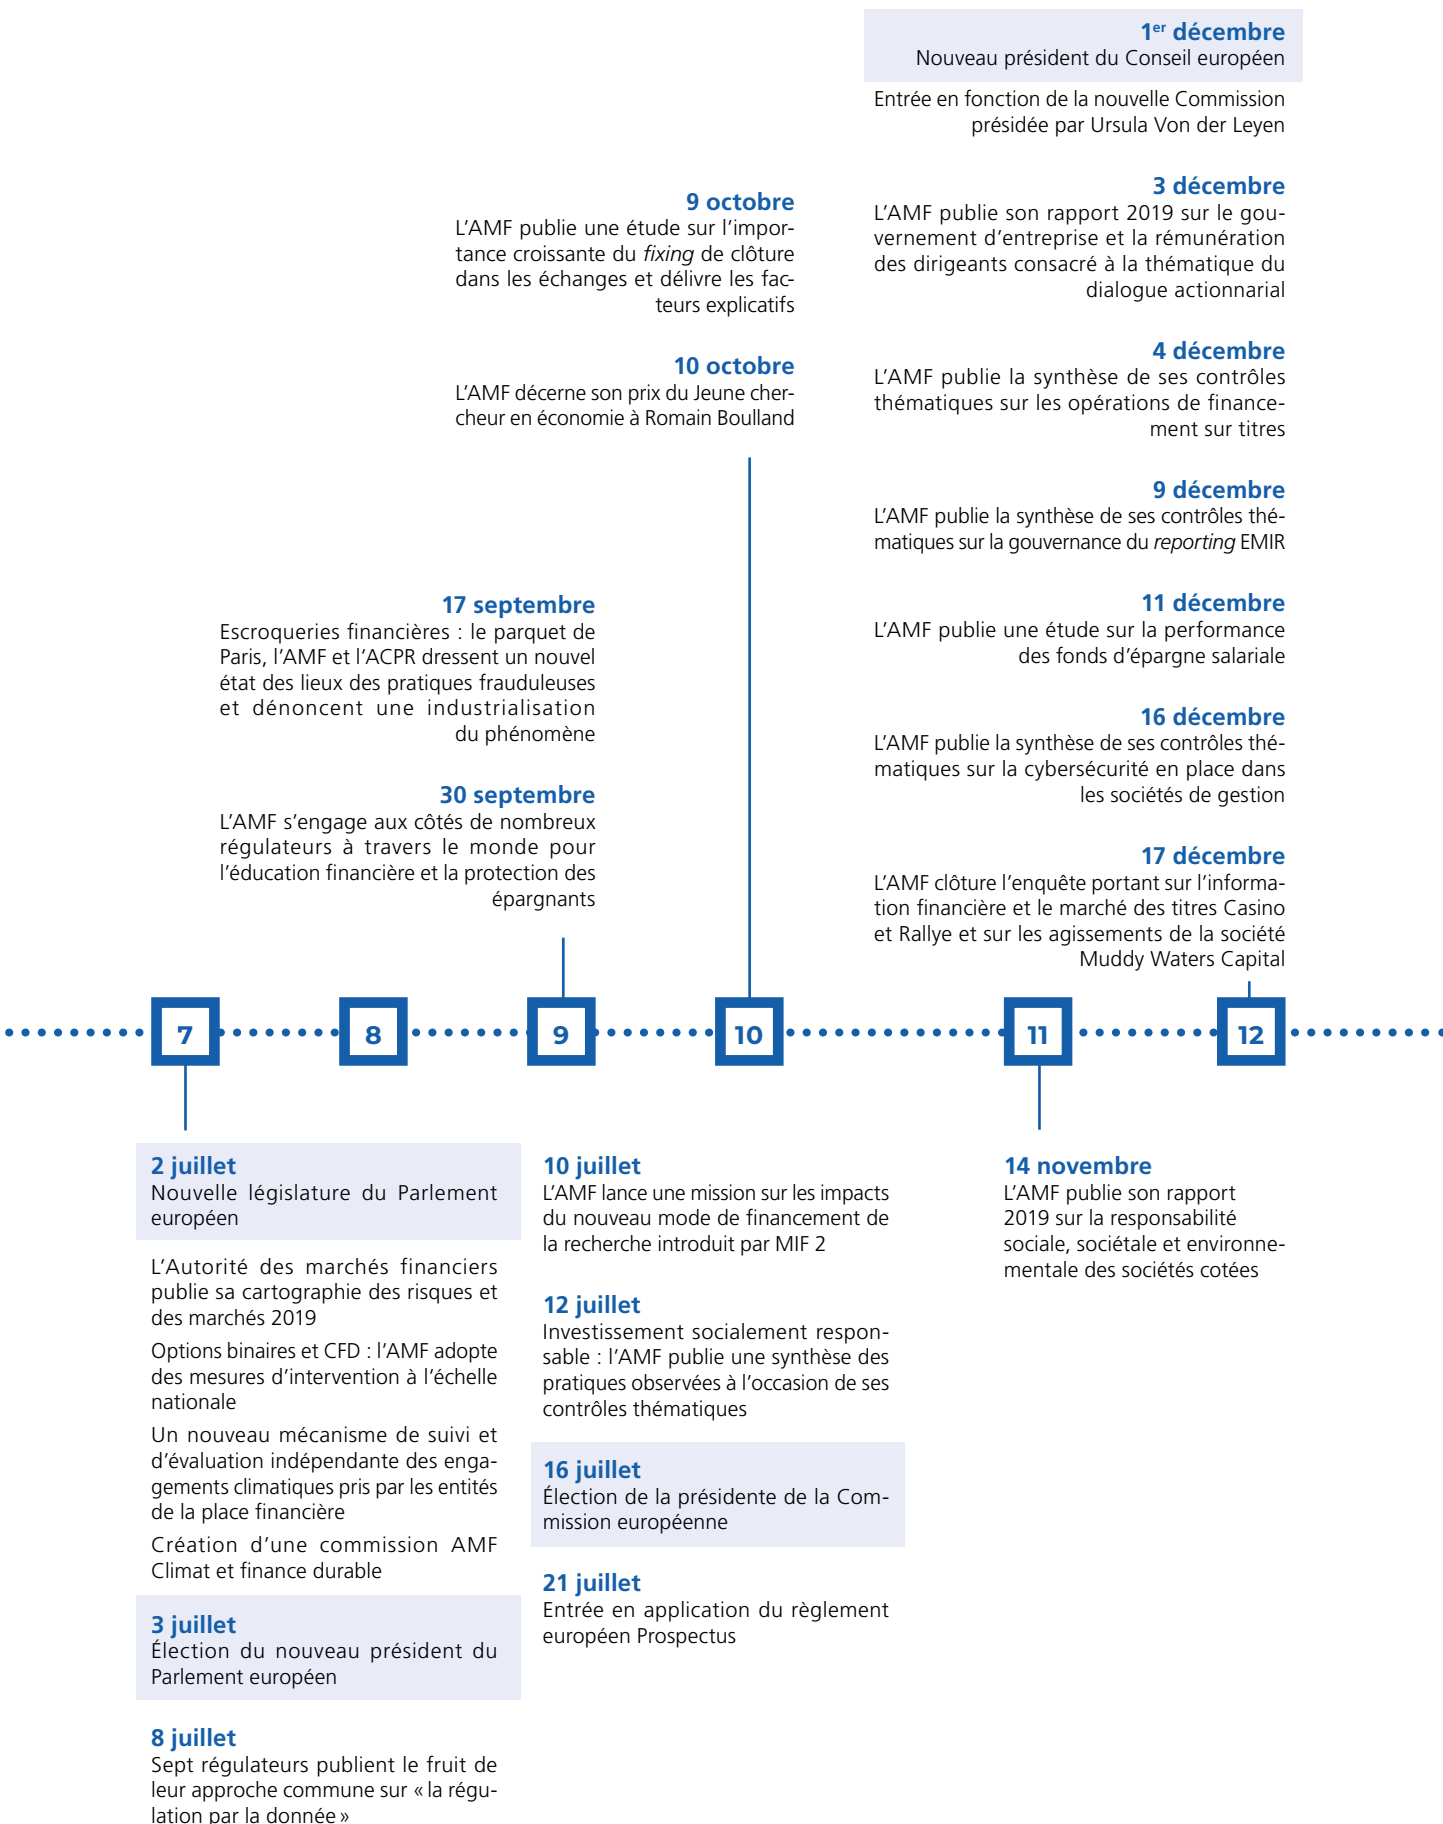 1er décembre
Nouveau président du Conseil européen
Entrée en fonction de la nouvelle Commission
présidée par Ursula Von der Leyen
3 décembre
L’AMF publie son rapport 2019 sur le gou-
vernement d’entreprise et la rémunération
des dirigeants consacré à la thématique du
dialogue actionnarial
4 décembre
L’AMF publie la synthèse de ses contrôles
thématiques sur les opérations de finance-
ment sur titres
9 décembre
L’AMF publie la synthèse de ses contrôles thé-
matiques sur la gouvernance du reporting EMIR
11 décembre
L’AMF publie une étude sur la performance
des fonds d’épargne salariale
16 décembre
L’AMF publie la synthèse de ses contrôles thé-
matiques sur la cybersécurité en place dans
les sociétés de gestion
17 décembre
L’AMF clôture l’enquête portant sur l’informa-
tion financière et le marché des titres Casino
et Rallye et sur les agissements de la société
Muddy Waters Capital
9 octobre
L’AMF publie une étude sur l’impor-
tance croissante du fixing de clôture
dans les échanges et délivre les fac-
teurs explicatifs
10 octobre
L’AMF décerne son prix du Jeune cher-
cheur en économie à Romain Boulland
17 septembre
Escroqueries financières : le parquet de
Paris, l’AMF et l’ACPR dressent un nouvel
état des lieux des pratiques frauduleuses
et dénoncent une industrialisation
du phénomène
30 septembre
L’AMF s’engage aux côtés de nombreux
régulateurs à travers le monde pour
l’éducation financière et la protection des
épargnants
7
8
9
10
11
12
2 juillet
Nouvelle législature du Parlement
européen
L’Autorité des marchés financiers
publie sa cartographie des risques et
des marchés 2019
Options binaires et CFD : l’AMF adopte
des mesures d’intervention à l’échelle
nationale
Un nouveau mécanisme de suivi et
d’évaluation indépendante des enga-
gements climatiques pris par les entités
de la place financière
Création d’une commission AMF
Climat et finance durable
3 juillet
Élection du nouveau président du
Parlement européen
8 juillet
Sept régulateurs publient le fruit de
leur approche commune sur « la régu-
lation par la donnée »
10 juillet
L’AMF lance une mission sur les impacts
du nouveau mode de financement de
la recherche introduit par MIF 2
12 juillet
Investissement socialement respon-
sable : l’AMF publie une synthèse des
pratiques observées à l’occasion de ses
contrôles thématiques
16 juillet
Élection de la présidente de la Com-
mission européenne
21 juillet
Entrée en application du règlement
européen Prospectus
14 novembre
L’AMF publie son rapport
2019 sur la responsabilité
sociale, sociétale et environne-
mentale des sociétés cotées